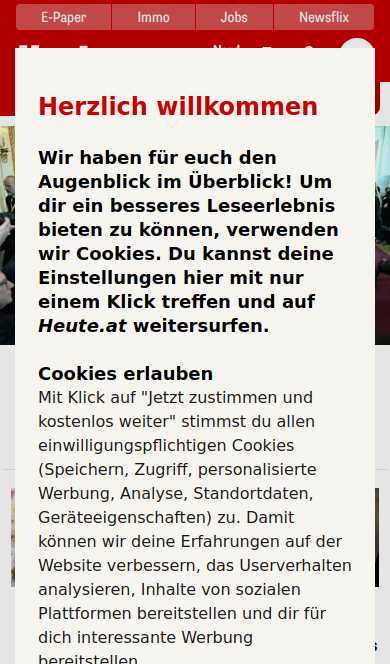 E-Paper Immo Jobs Newsflix
Herzlich willkommen
Wir haben für euch den
Augenblick im Überblick! Um
dir ein besseres Leseerlebnis
bieten zu können, verwenden
wir Cookies. Du kannst deine
Einstellungen hier mit nur
einem Klick treffen und auf
Heute.at weitersurfen.
Cookies erlauben
Mit Klick auf "Jetzt zustimmen und
kostenlos weiter" stimmst du allen
einwilligungspflichtigen Cookies
(Speichern, Zugriff, personalisierte
Werbung, Analyse, Standortdaten,
Geräteeigenschaften) zu. Damit
können wir deine Erfahrungen auf der
Website verbessern, das Userverhalten
analysieren, Inhalte von sozialen
Plattformen bereitstellen und dir für
dich interessante Werbung
bereitstellen